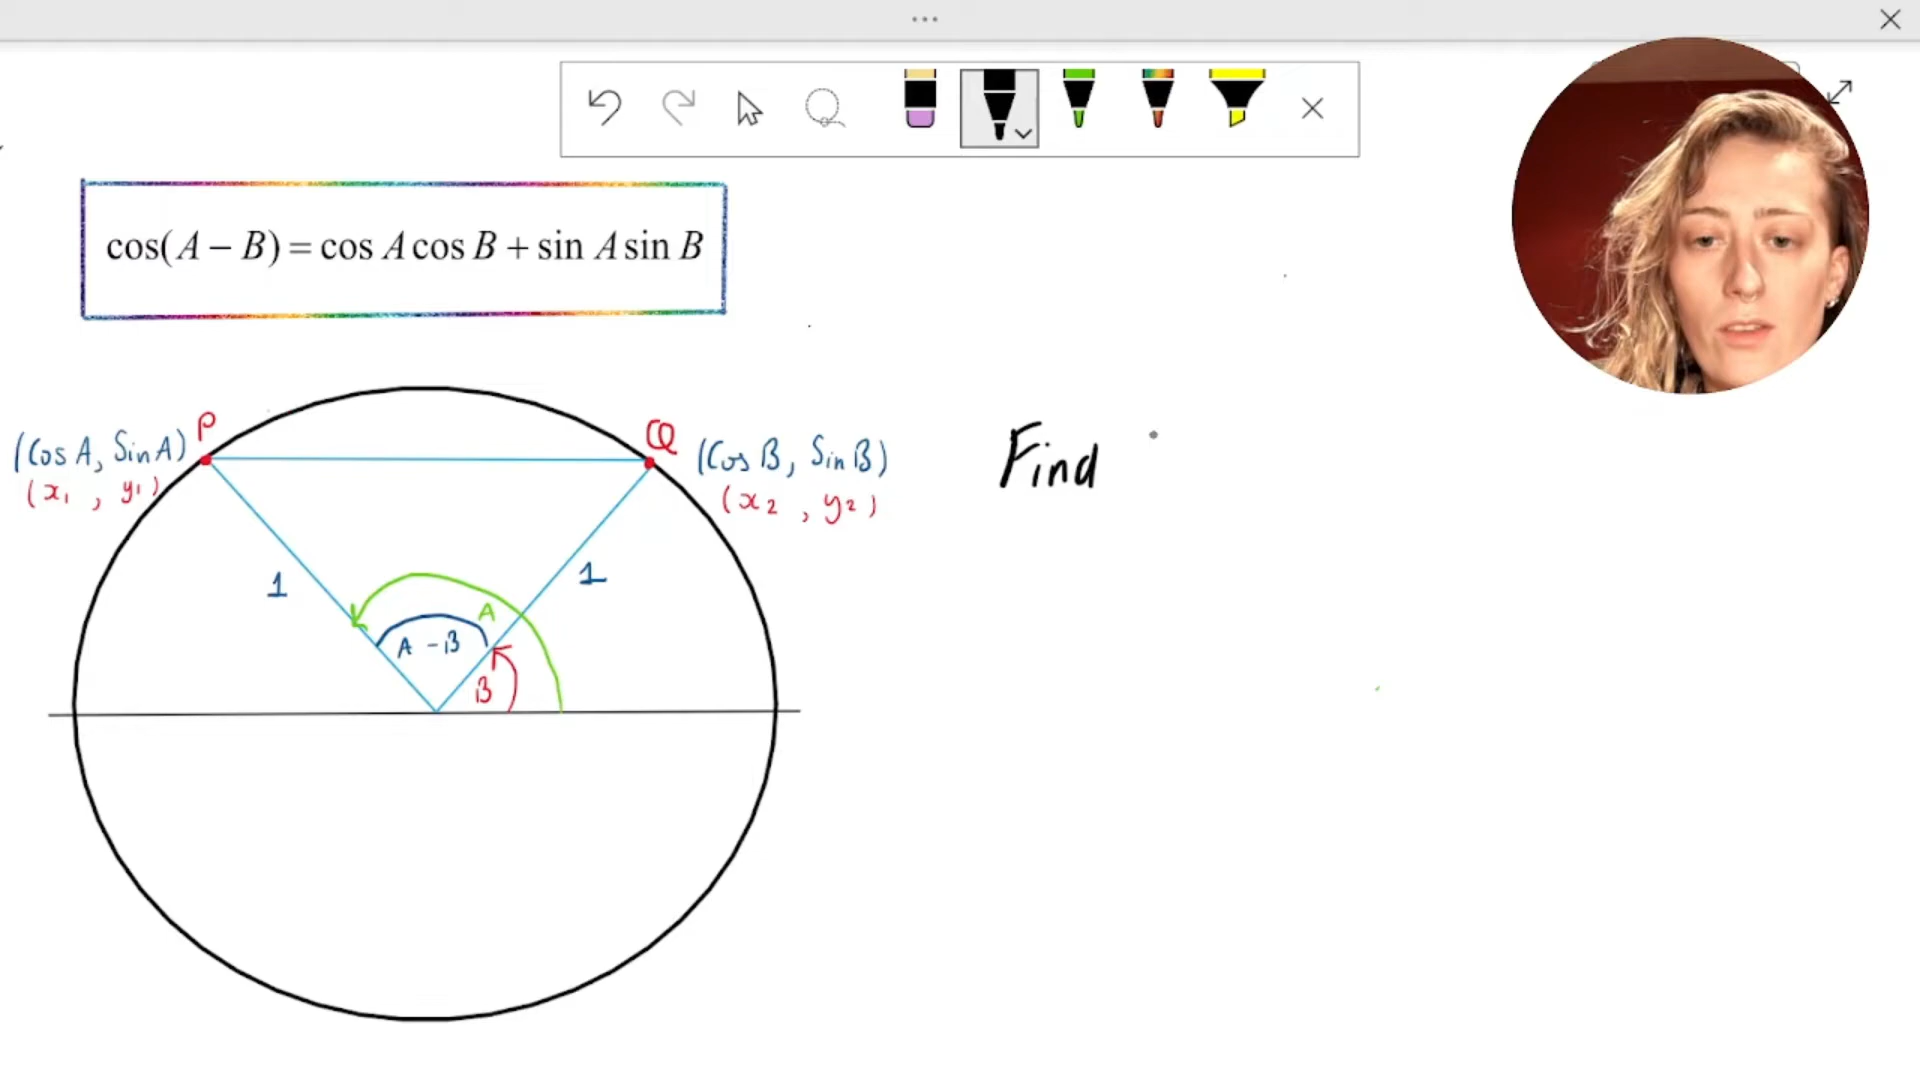 cos(A − B) = cos A cos B + sin A sin B
P
Q
(Cos A, Sin A)
(Cos B, Sin B)
Find
(x₁ , y₁)
(x₂ , y₂)
1
1
A
A - B
B